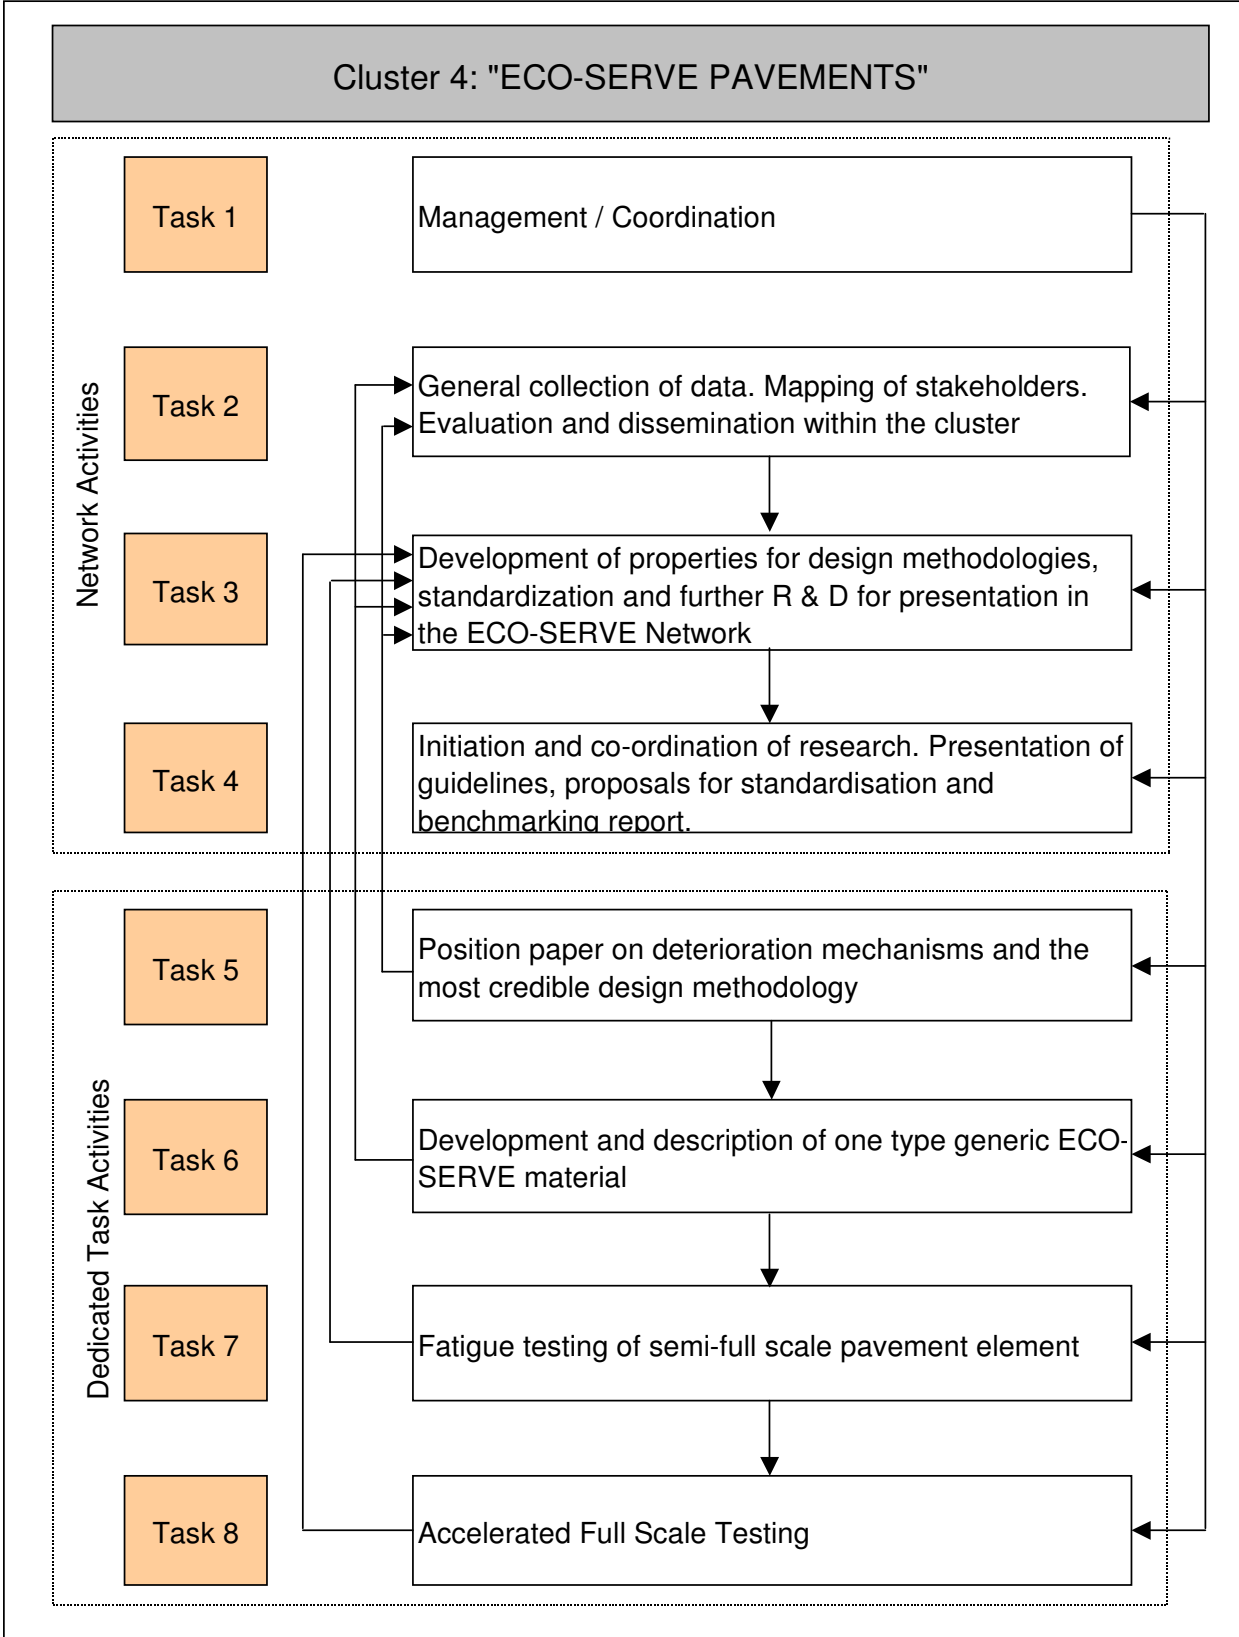 Cluster 4: "ECO-SERVE PAVEMENTS"
Network Activities
Task 1
Management / Coordination
Task 2
General collection of data. Mapping of stakeholders.
Evaluation and dissemination within the cluster
Task 3
Development of properties for design methodologies,
standardization and further R & D for presentation in
the ECO-SERVE Network
Task 4
Initiation and co-ordination of research. Presentation of
guidelines, proposals for standardisation and
benchmarking report.
Dedicated Task Activities
Task 5
Position paper on deterioration mechanisms and the
most credible design methodology
Task 6
Development and description of one type generic ECO-
SERVE material
Task 7
Fatigue testing of semi-full scale pavement element
Task 8
Accelerated Full Scale Testing